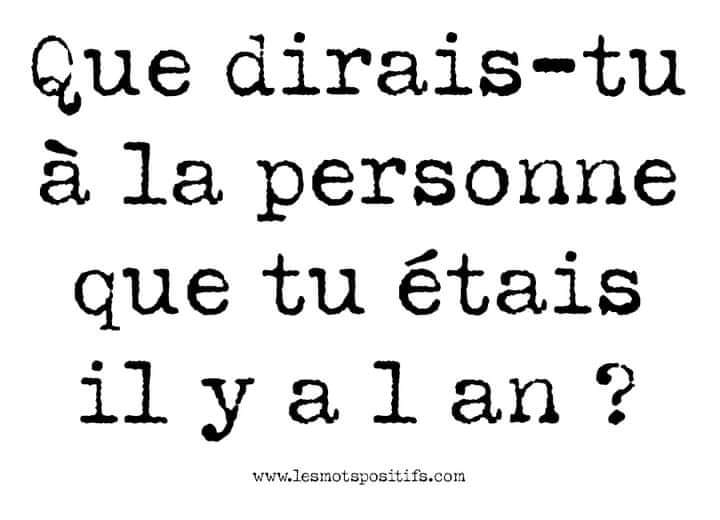 Que dirais-tu
à la personne
que tu étais
il y a 1 an ?
www.lesmotspositifs.com